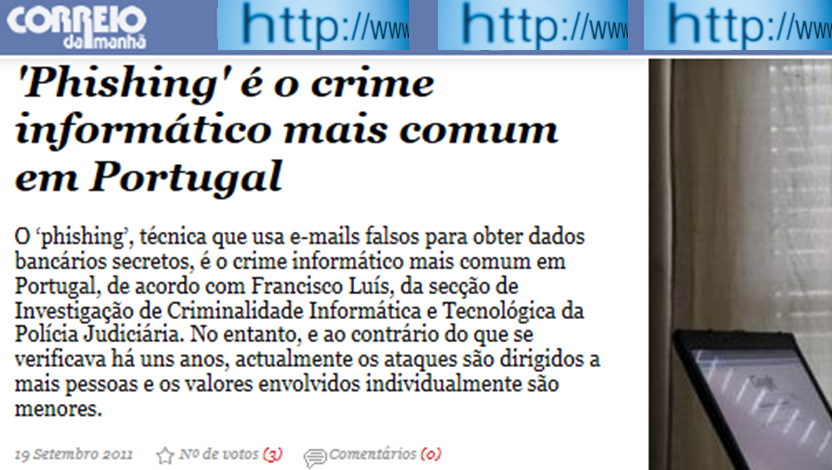 CORREIO
da manhã
http://www
http://www
http://www
'Phishing' é o crime
informático mais comum
em Portugal
O ‘phishing’, técnica que usa e-mails falsos para obter dados
bancários secretos, é o crime informático mais comum em
Portugal, de acordo com Francisco Luís, da secção de
Investigação de Criminalidade Informática e Tecnológica da
Polícia Judiciária. No entanto, e ao contrário do que se
verificava há uns anos, actualmente os ataques são dirigidos a
mais pessoas e os valores envolvidos individualmente são
menores.
19 Setembro 2011 Nº de votos (3) Comentários (0)